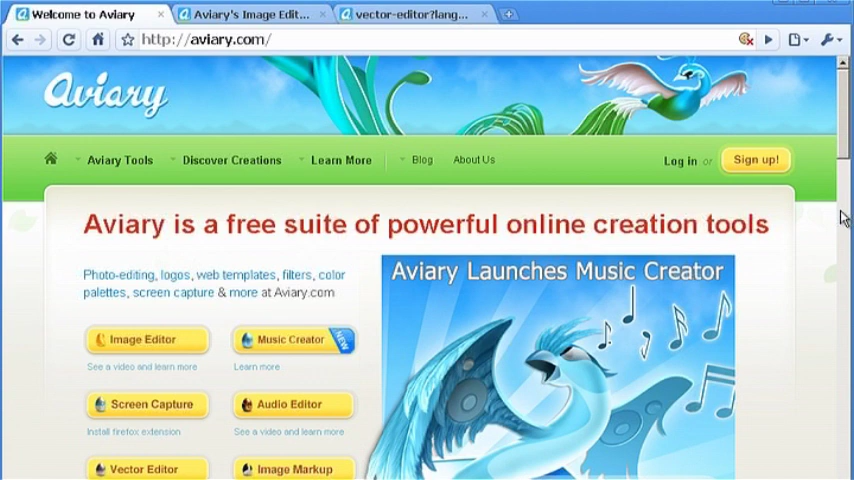 Welcome to Aviary
Aviary's Image Edit...
vector-editor?lang...
http://aviary.com/
Aviary
Aviary Tools
Discover Creations
Learn More
Blog
About Us
Log in or
Sign up!
Aviary is a free suite of powerful online creation tools
Photo-editing, logos, web templates, filters, color
palettes, screen capture & more at Aviary.com
Aviary Launches Music Creator
Image Editor
Music Creator
NEW
See a video and learn more
Learn more
Screen Capture
Audio Editor
Install firefox extension
See a video and learn more
Vector Editor
Image Markup